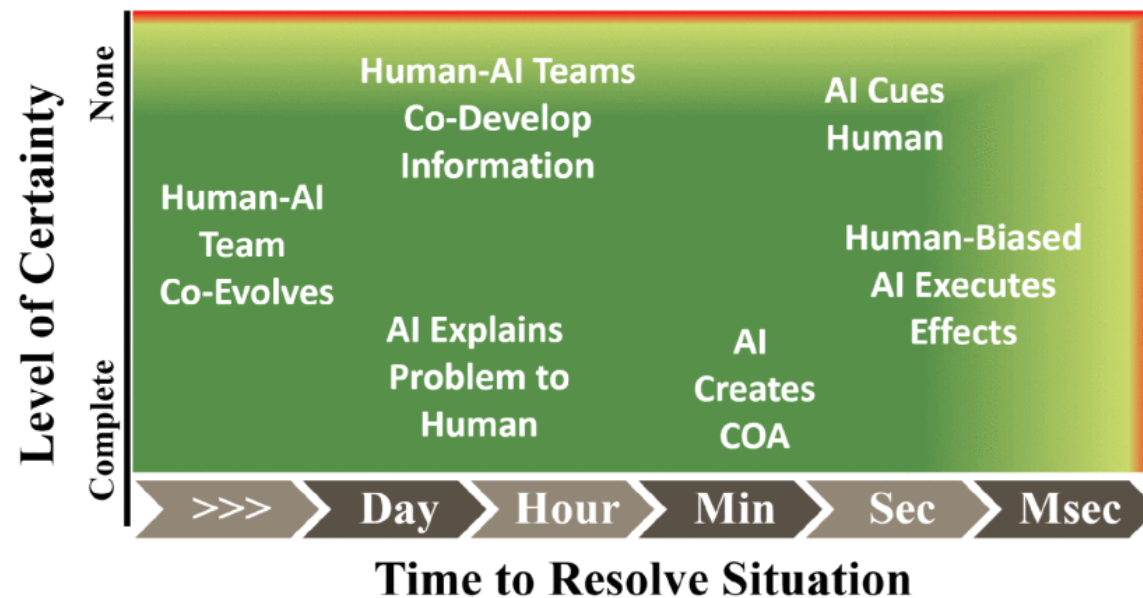 Level of Certainty
None
Complete
Human-AI Teams
Co-Develop
Information
AI Cues
Human
Human-AI
Team
Co-Evolves
Human-Biased
AI Executes
Effects
AI Explains
Problem to
Human
AI
Creates
COA
>>> Day Hour Min Sec Msec
Time to Resolve Situation